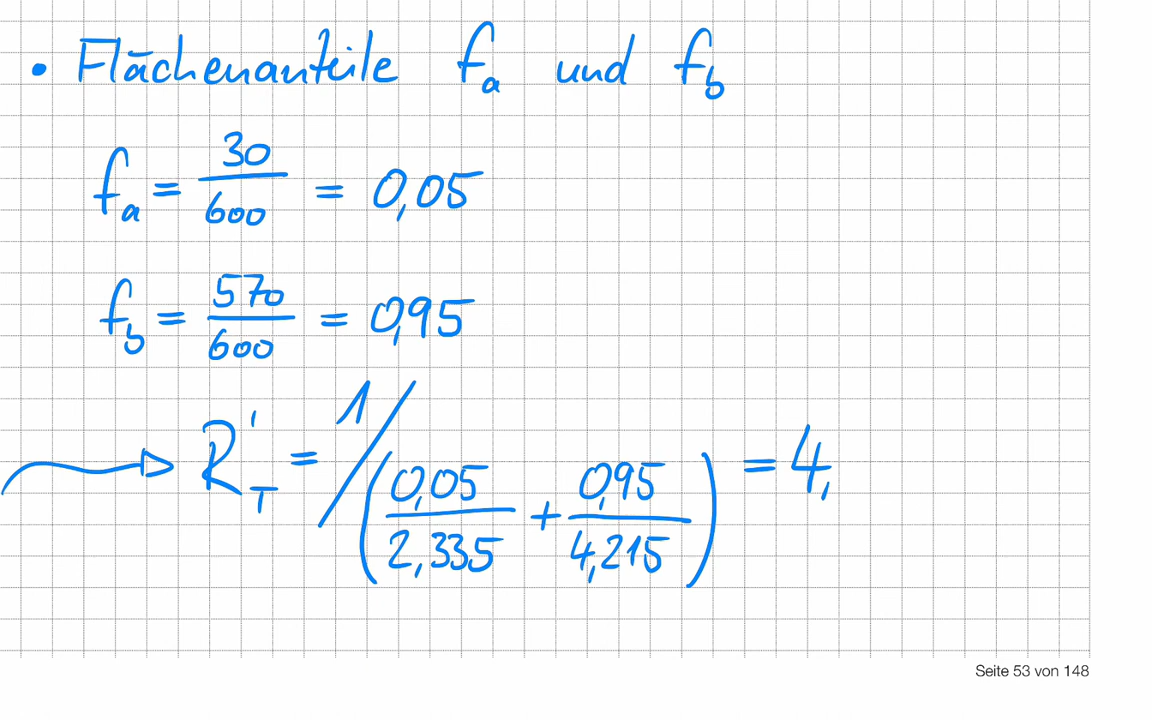 • Flächenanteile fa und fb
fa = 30/600 = 0,05
fb = 570/600 = 0,95
R'T = 1/(0,05/2,335 + 0,95/4,215) = 4,
Seite 53 von 148